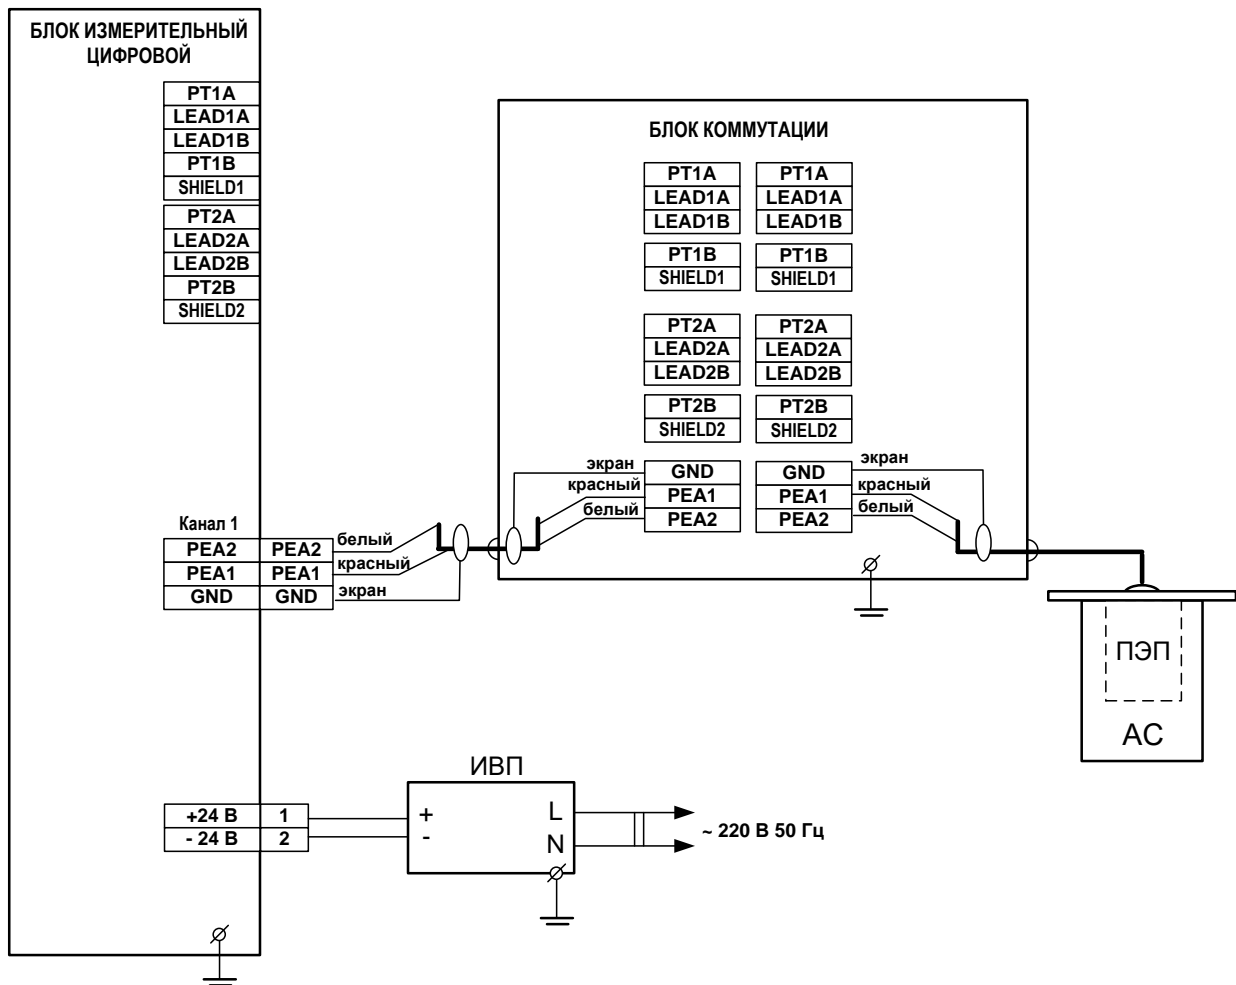 БЛОК ИЗМЕРИТЕЛЬНЫЙ
ЦИФРОВОЙ
PT1A
LEAD1A
LEAD1B
PT1B
SHIELD1
PT2A
LEAD2A
LEAD2B
PT2B
SHIELD2
Канал 1
PEA2 PEA2 белый
PEA1 PEA1 красный
GND GND экран
БЛОК КОММУТАЦИИ
PT1A PT1A
LEAD1A LEAD1A
LEAD1B LEAD1B
PT1B PT1B
SHIELD1 SHIELD1
PT2A PT2A
LEAD2A LEAD2A
LEAD2B LEAD2B
PT2B PT2B
SHIELD2 SHIELD2
экран GND GND экран
красный PEA1 PEA1 красный
белый PEA2 PEA2 белый
ПЭП
АС
ИВП
+24 В 1 + L
- 24 В 2 - N
~ 220 В 50 Гц